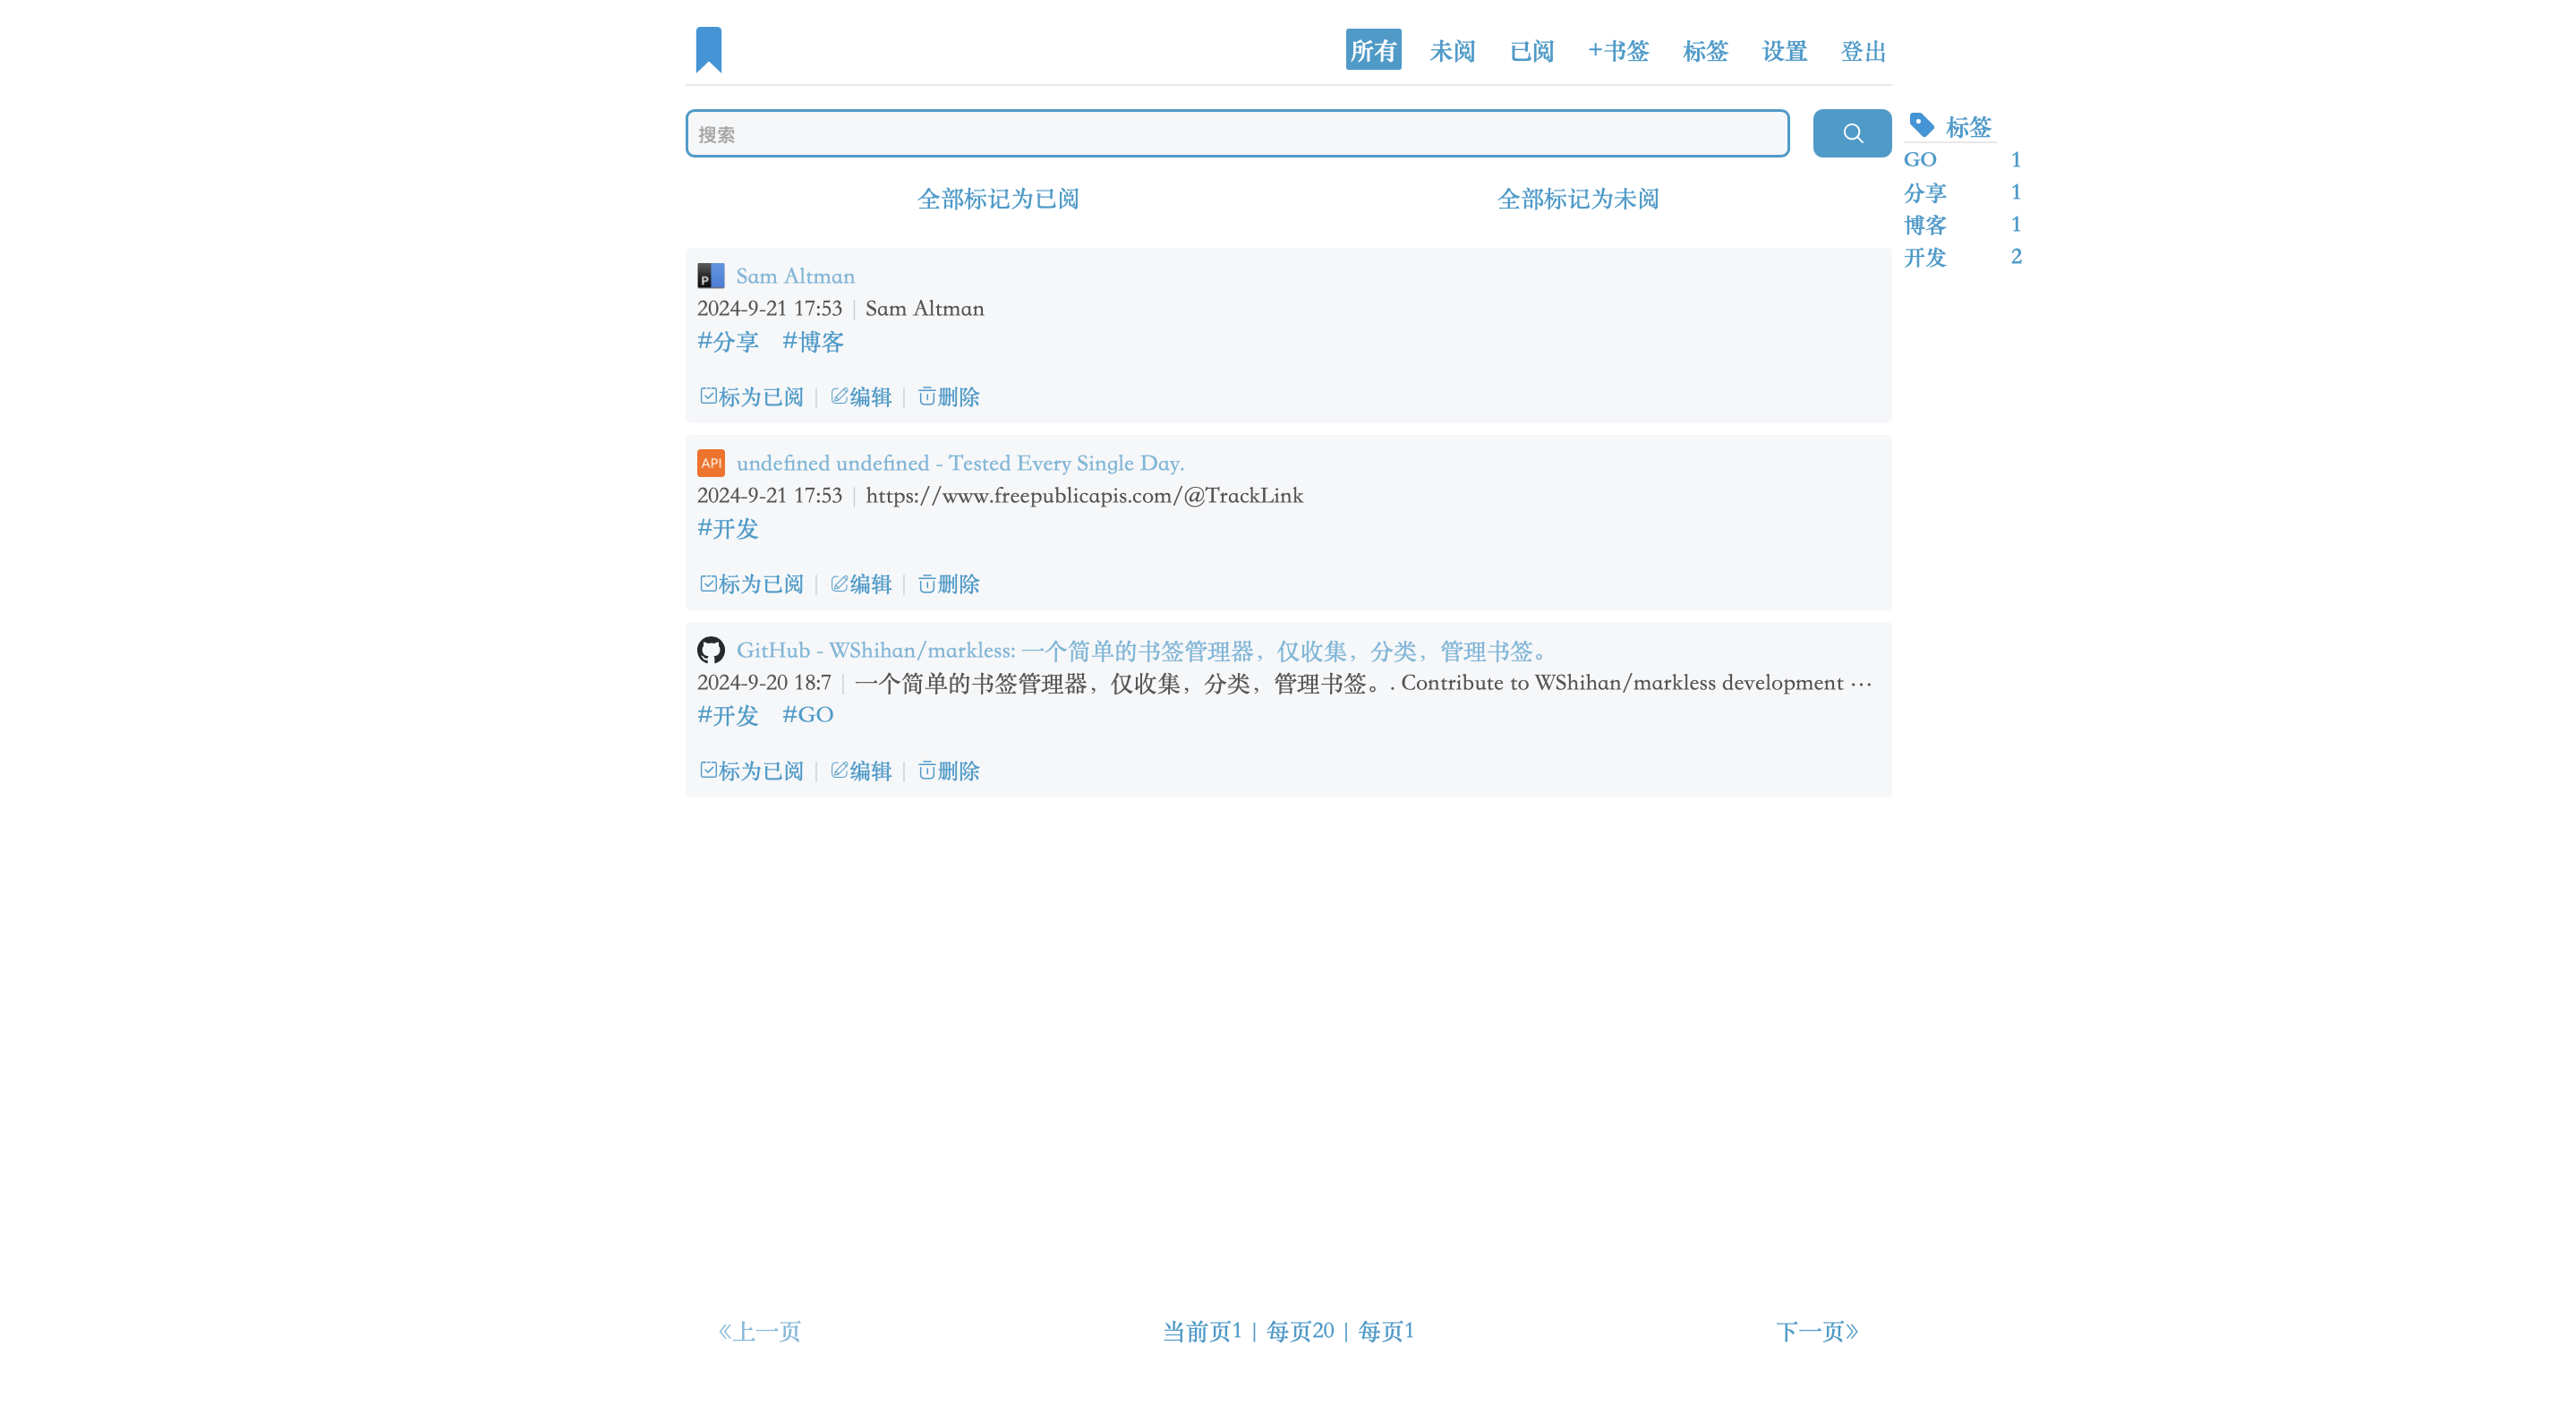 所有 未阅 已阅 +书签 标签 设置 登出
搜索
标签
GO 1
分享 1
博客 1
开发 2
全部标记为已阅 全部标记为未阅
P Sam Altman
2024-9-21 17:53 | Sam Altman
#分享 #博客
标为已阅 | 编辑 | 删除
API undefined undefined - Tested Every Single Day.
2024-9-21 17:53 | https://www.freepublicapis.com/@TrackLink
#开发
标为已阅 | 编辑 | 删除
GitHub - WShihan/markless: 一个简单的书签管理器，仅收集，分类，管理书签。
2024-9-20 18:7 | 一个简单的书签管理器，仅收集，分类，管理书签。. Contribute to WShihan/markless development …
#开发 #GO
标为已阅 | 编辑 | 删除
《上一页 当前页1 | 每页20 | 每页1 下一页》